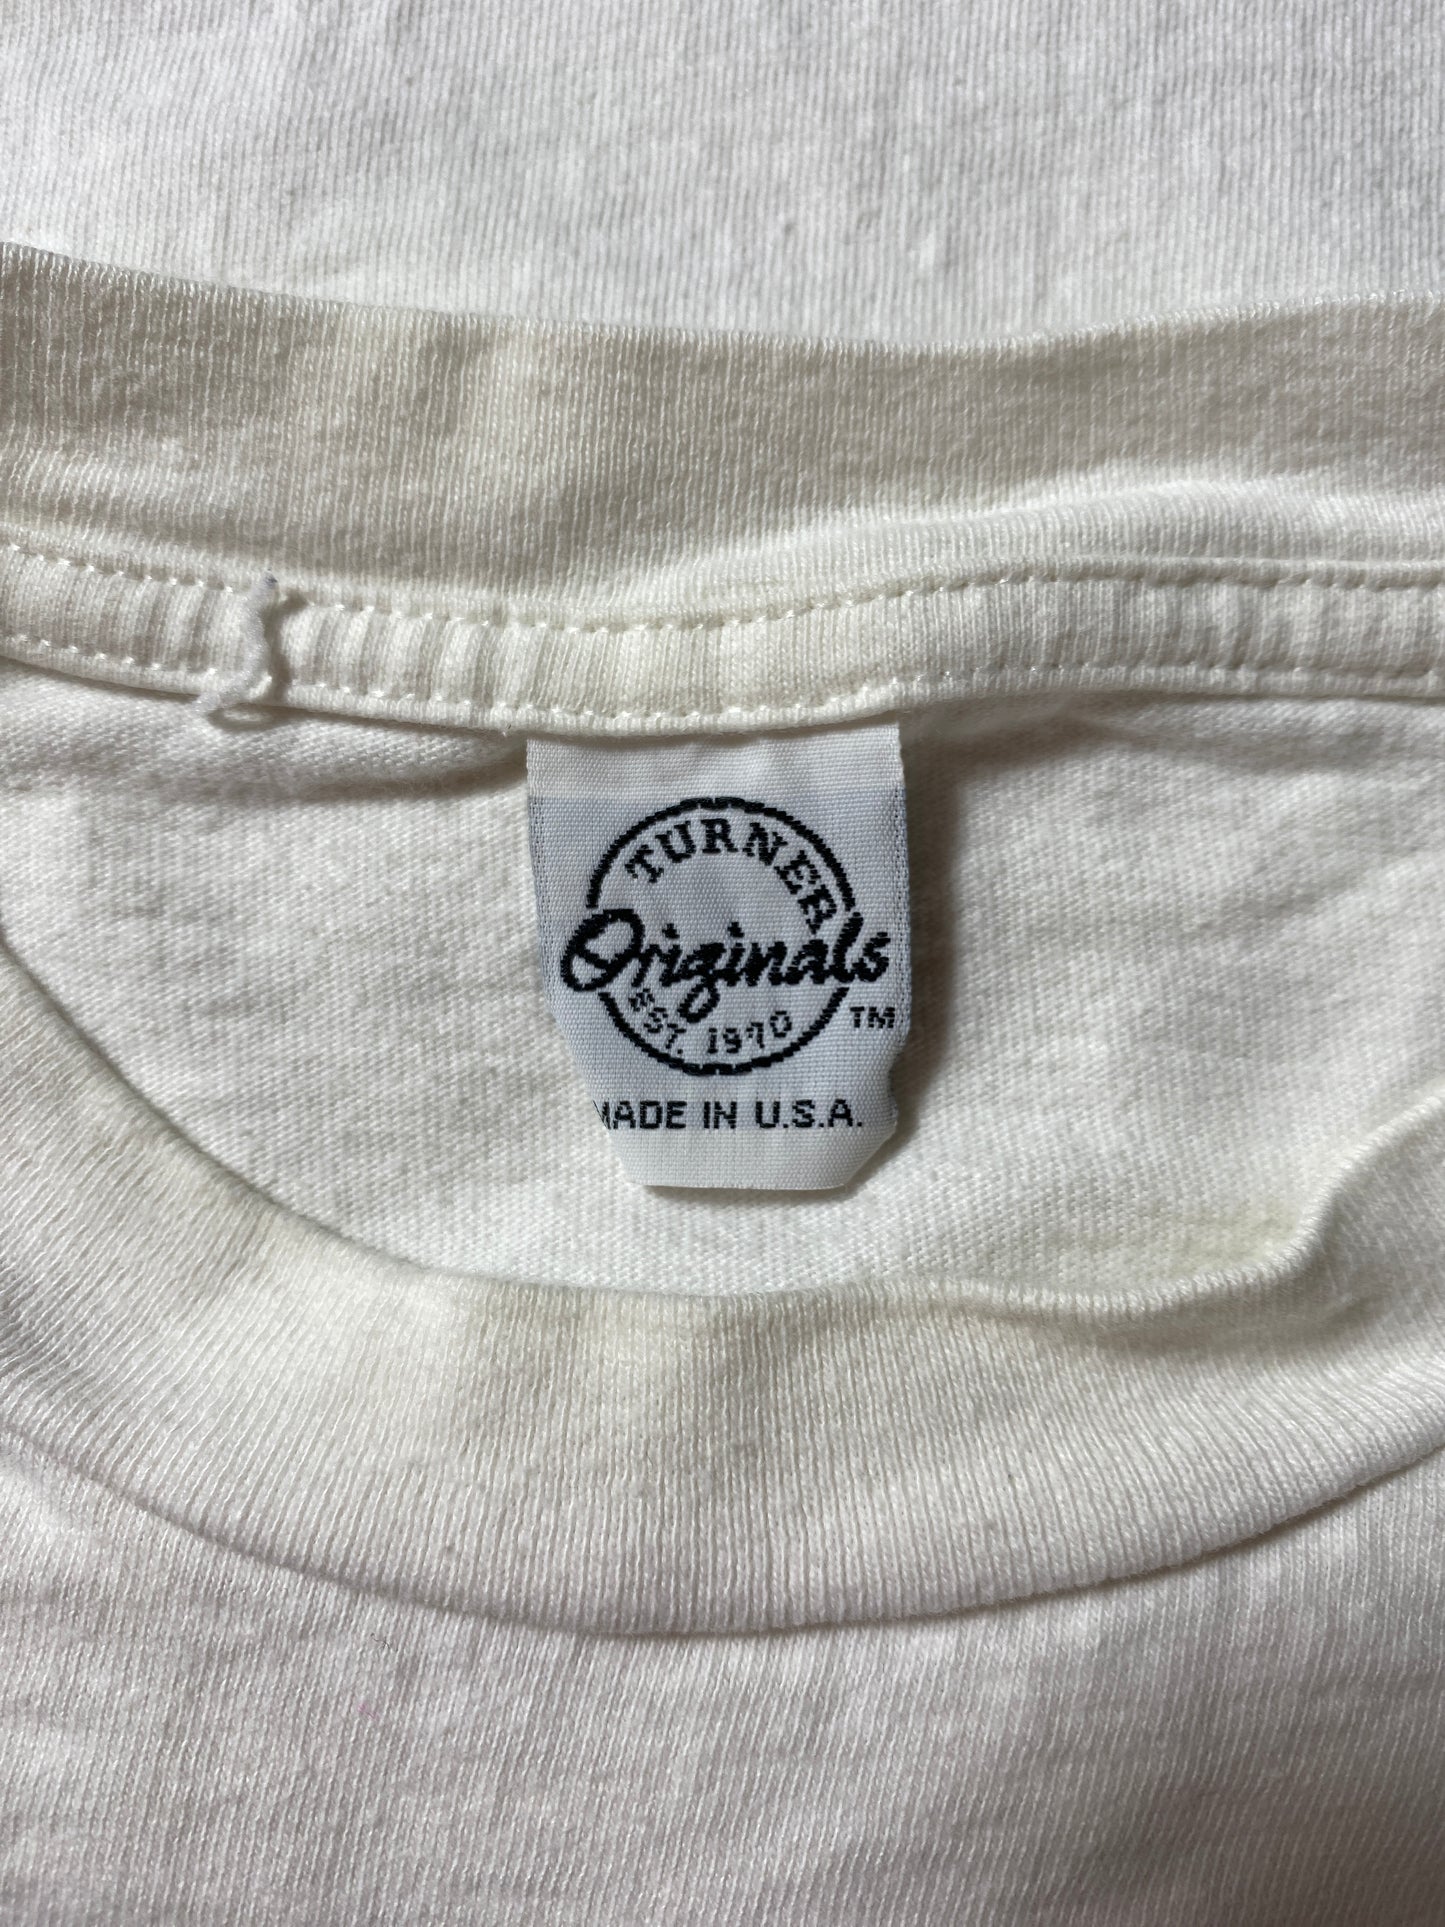 TURNER
Originals
EST. 1970
TM
MADE IN U.S.A.